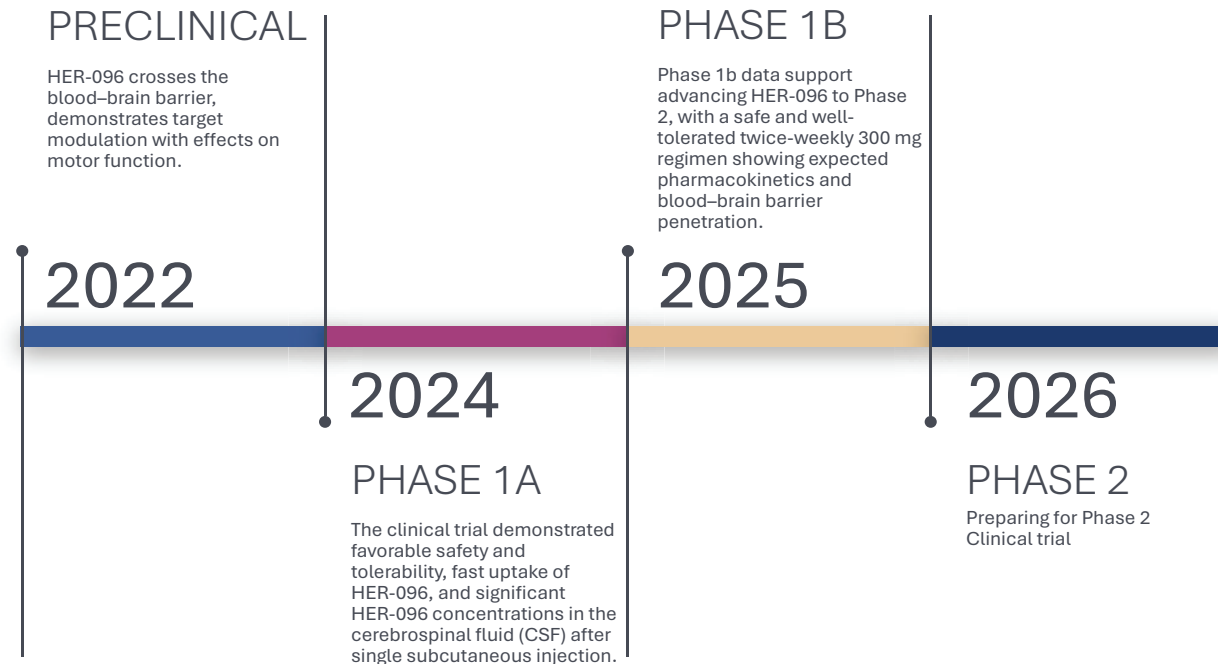 PRECLINICAL
HER-096 crosses the
blood–brain barrier,
demonstrates target
modulation with effects on
motor function.
2022
2024
PHASE 1A
The clinical trial demonstrated
favorable safety and
tolerability, fast uptake of
HER-096, and significant
HER-096 concentrations in the
cerebrospinal fluid (CSF) after
single subcutaneous injection.
PHASE 1B
Phase 1b data support
advancing HER-096 to Phase
2, with a safe and well-
tolerated twice-weekly 300 mg
regimen showing expected
pharmacokinetics and
blood–brain barrier
penetration.
2025
2026
PHASE 2
Preparing for Phase 2
Clinical trial